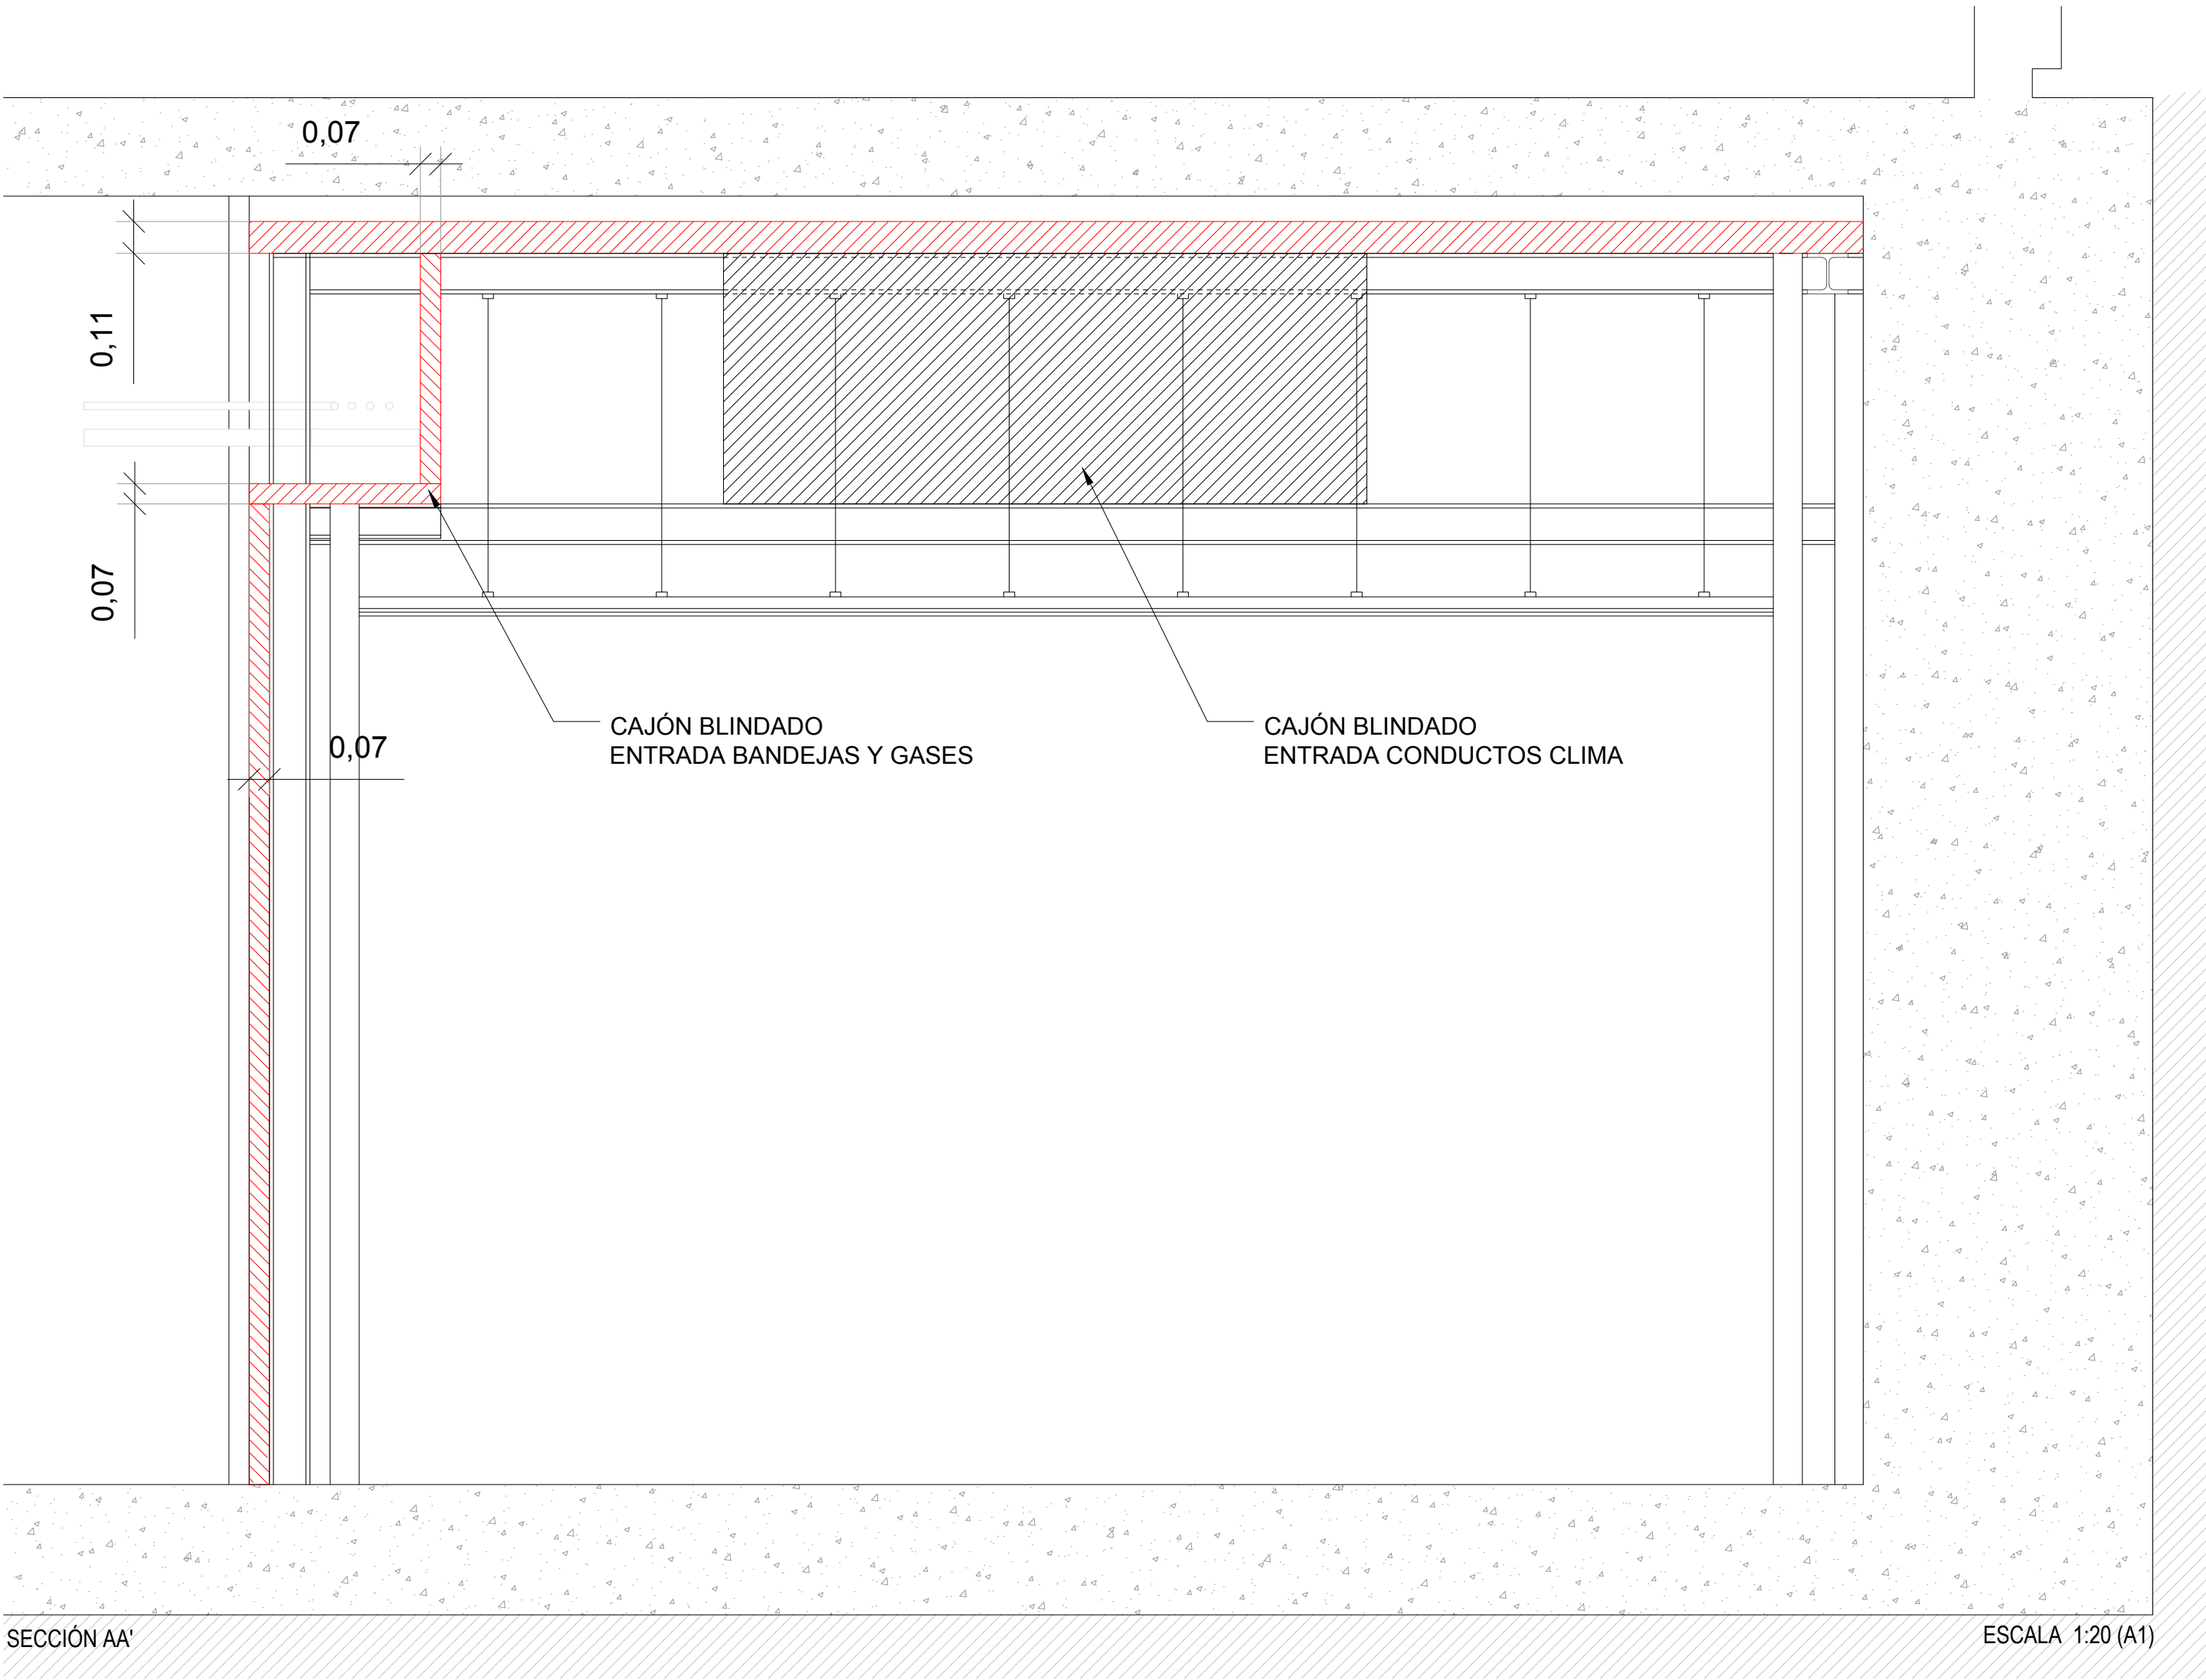 0,07
0,11
0,07
0,07
CAJÓN BLINDADO
ENTRADA BANDEJAS Y GASES
CAJÓN BLINDADO
ENTRADA CONDUCTOS CLIMA
SECCIÓN AA'
ESCALA 1:20 (A1)